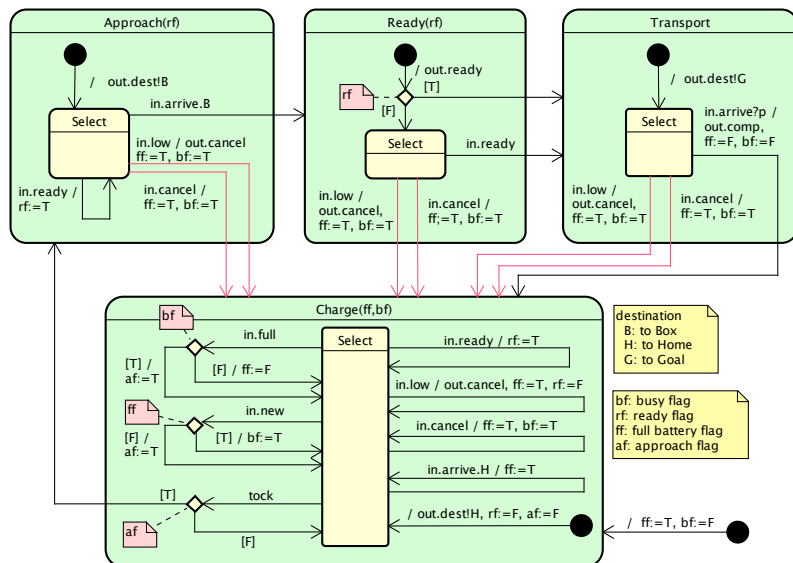 Approach(rf)
/ out.dest!B
Select
in.arrive.B
in.low / out.cancel
ff:=T, bf:=T
in.ready /
rf:=T
in.cancel /
ff:=T, bf:=T
Ready(rf)
/ out.ready
rf
[T]
[F]
Select
in.ready
in.low /
out.cancel,
ff:=T, bf:=T
in.cancel /
ff;=T, bf:=T
Transport
/ out.dest!G
Select
in.arrive?p /
out.comp,
ff:=F, bf:=F
in.low /
out.cancel,
ff:=T, bf:=T
in.cancel /
ff:=T, bf:=T
Charge(ff,bf)
bf
in.full
[T] /
af:=T
[F] / ff:=F
ff
in.new
[F] /
af:=T
[T] / bf:=T
[T]
tock
af
[F]
Select
in.ready / rf:=T
in.low / out.cancel, ff:=T, rf:=F
in.cancel / ff:=T, bf:=T
in.arrive.H / ff:=T
/ out.dest!H, rf:=F, af:=F
/ ff:=T, bf:=F
destination
B: to Box
H: to Home
G: to Goal
bf: busy flag
rf: ready flag
ff: full battery flag
af: approach flag